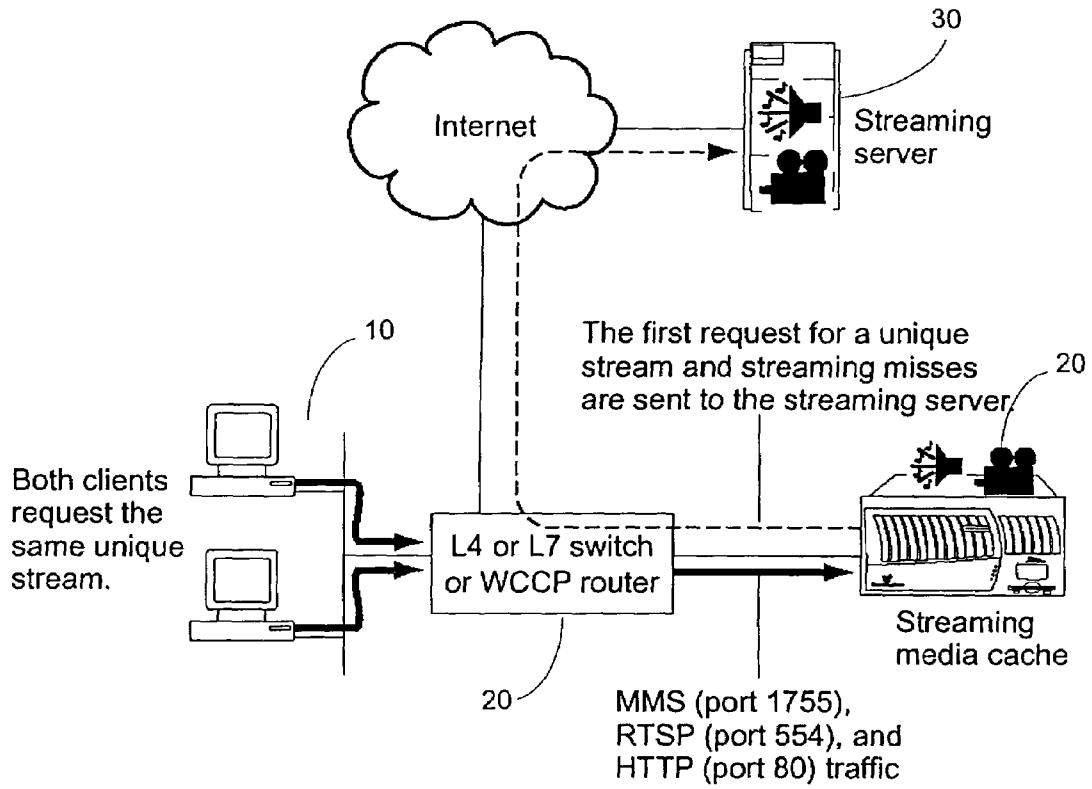 30
Internet
Streaming
server
10
The first request for a unique
stream and streaming misses
are sent to the streaming server.
20
Both clients
request the
same unique
stream.
L4 or L7 switch
or WCCP router
Streaming
media cache
20
MMS (port 1755),
RTSP (port 554), and
HTTP (port 80) traffic